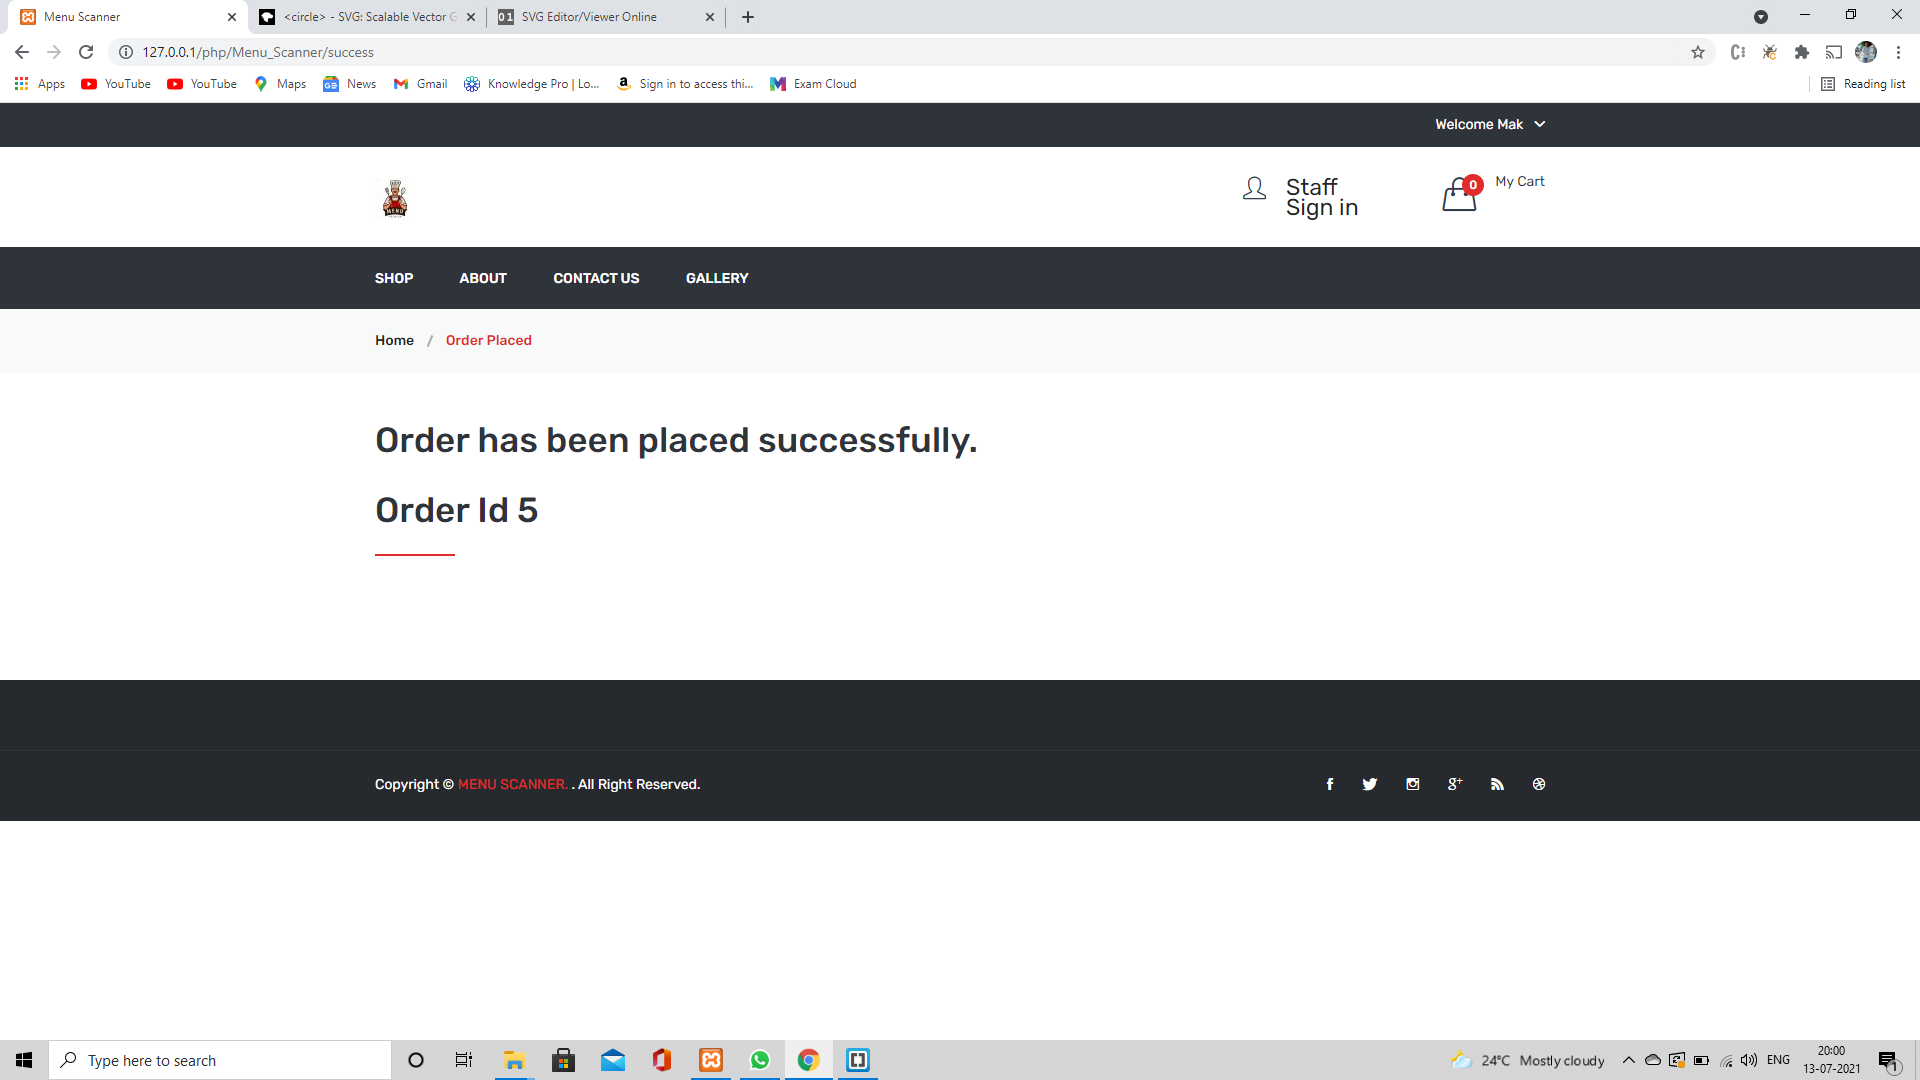 Menu Scanner
<circle> - SVG: Scalable Vector G
SVG Editor/Viewer Online
127.0.0.1/php/Menu_Scanner/success
Apps
YouTube
YouTube
Maps
News
Gmail
Knowledge Pro | Lo...
Sign in to access thi...
Exam Cloud
Reading list
Welcome Mak
MENU
Staff
Sign in
0
My Cart
SHOP
ABOUT
CONTACT US
GALLERY
Home / Order Placed
Order has been placed successfully.
Order Id 5
Copyright © MENU SCANNER. . All Right Reserved.
Type here to search
24°C Mostly cloudy
ENG
20:00
13-07-2021
1